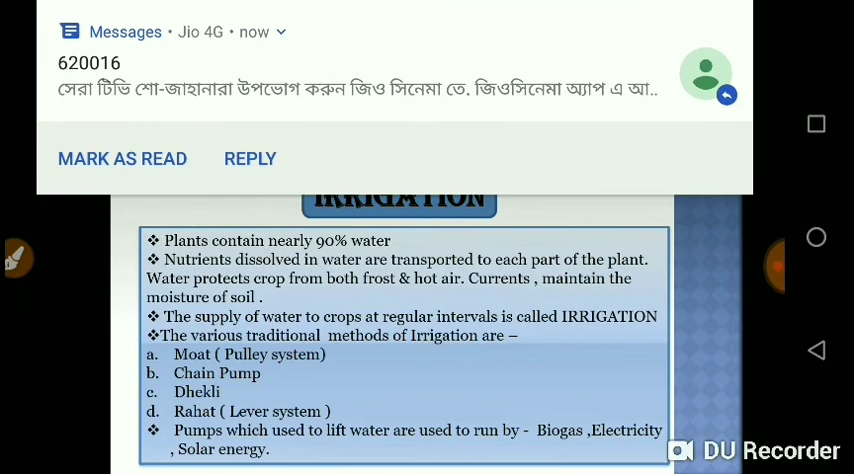 Messages • Jio 4G • now
620016
সেরা টিভি শো-জাহানারা উপভোগ করুন জিও সিনেমা তে. জিওসিনেমা অ্যাপ এ আ..
MARK AS READ REPLY
IRRIGATION
❖ Plants contain nearly 90% water
❖ Nutrients dissolved in water are transported to each part of the plant.
Water protects crop from both frost & hot air. Currents , maintain the
moisture of soil .
❖ The supply of water to crops at regular intervals is called IRRIGATION
❖The various traditional methods of Irrigation are –
a. Moat ( Pulley system)
b. Chain Pump
c. Dhekli
d. Rahat ( Lever system )
❖ Pumps which used to lift water are used to run by - Biogas ,Electricity
, Solar energy.
DU Recorder